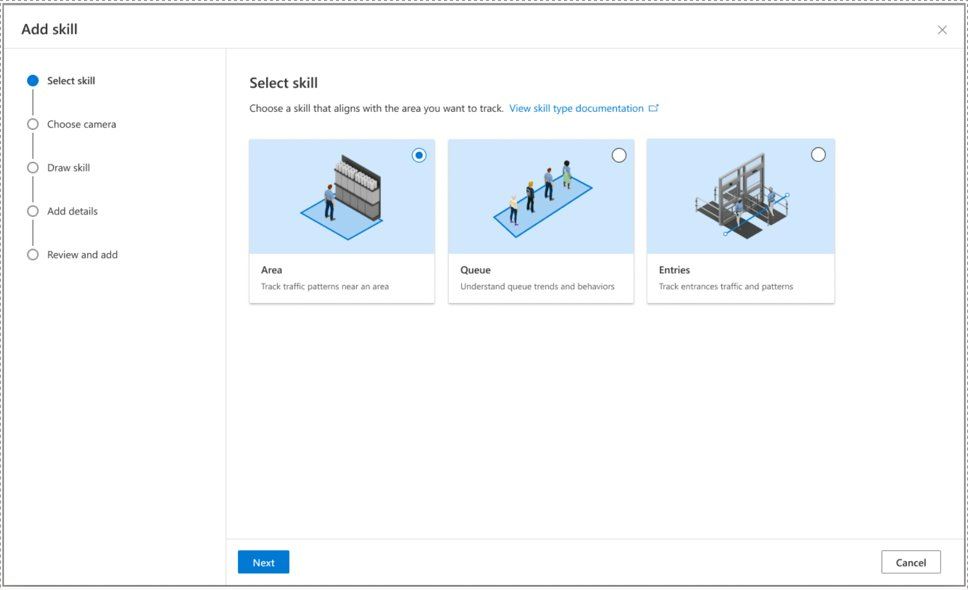 Add skill
Select skill
Choose camera
Draw skill
Add details
Review and add
Select skill
Choose a skill that aligns with the area you want to track. View skill type documentation
Area
Track traffic patterns near an area
Queue
Understand queue trends and behaviors
Entries
Track entrances traffic and patterns
Next
Cancel